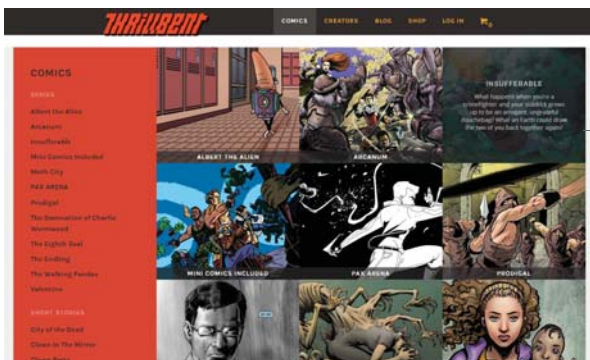 THRiLLBENT
COMICS CREATORS BLOG SHOP LOG IN 0
COMICS
SERIES
Albert the Alien
Arcanum
Insufferable
Mini Comics Included
Moth City
PAX ARENA
Prodigal
The Damnation of Charlie
Wormwood
The Eighth Seal
The Endling
The Walking Pandas
Valentine
SHORT STORIES
City of the Dead
Clown In The Mirror
ALBERT THE ALIEN
ARCANUM
INSUFFERABLE
What happens when you're a
crimefighter and your sidekick grows
up to be an arrogant, ungrateful
douchebag? What on Earth could draw
the two of you back together again?
MINI COMICS INCLUDED
PAX ARENA
PRODIGAL